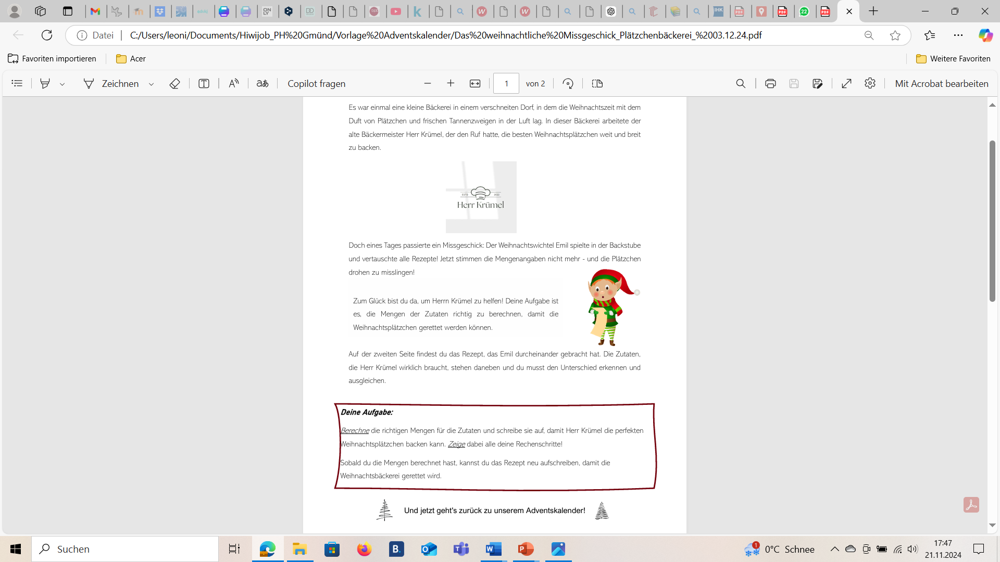 Datei
C:/Users/leoni/Documents/Hiwijob_PH%20Gmünd/Vorlage%20Adventskalender/Das%20weihnachtliche%20Missgeschick_Plätzchenbäckerei_%2003.12.24.pdf
Favoriten importieren
Acer
Weitere Favoriten
Zeichnen
Copilot fragen
1
von 2
Mit Acrobat bearbeiten
Es war einmal eine kleine Bäckerei in einem verschneiten Dorf, in dem die Weihnachtszeit mit dem
Duft von Plätzchen und frischen Tannenzweigen in der Luft lag. In dieser Bäckerei arbeitete der
alte Bäckermeister Herr Krümel, der den Ruf hatte, die besten Weihnachtsplätzchen weit und breit
zu backen.
ESTD 2022
Herr Krümel
Doch eines Tages passierte ein Missgeschick: Der Weihnachtswichtel Emil spielte in der Backstube
und vertauschte alle Rezepte! Jetzt stimmen die Mengenangaben nicht mehr - und die Plätzchen
drohen zu misslingen!
Zum Glück bist du da, um Herrn Krümel zu helfen! Deine Aufgabe ist
es, die Mengen der Zutaten richtig zu berechnen, damit die
Weihnachtsplätzchen gerettet werden können.
Auf der zweiten Seite findest du das Rezept, das Emil durcheinander gebracht hat. Die Zutaten,
die Herr Krümel wirklich braucht, stehen daneben und du musst den Unterschied erkennen und
ausgleichen.
Deine Aufgabe:
Berechne die richtigen Mengen für die Zutaten und schreibe sie auf, damit Herr Krümel die perfekten
Weihnachtsplätzchen backen kann. Zeige dabei alle deine Rechenschritte!
Sobald du die Mengen berechnet hast, kannst du das Rezept neu aufschreiben, damit die
Weihnachtsbäckerei gerettet wird.
Und jetzt geht's zurück zu unserem Adventskalender!
Suchen
1
0°C Schnee
17:47
21.11.2024